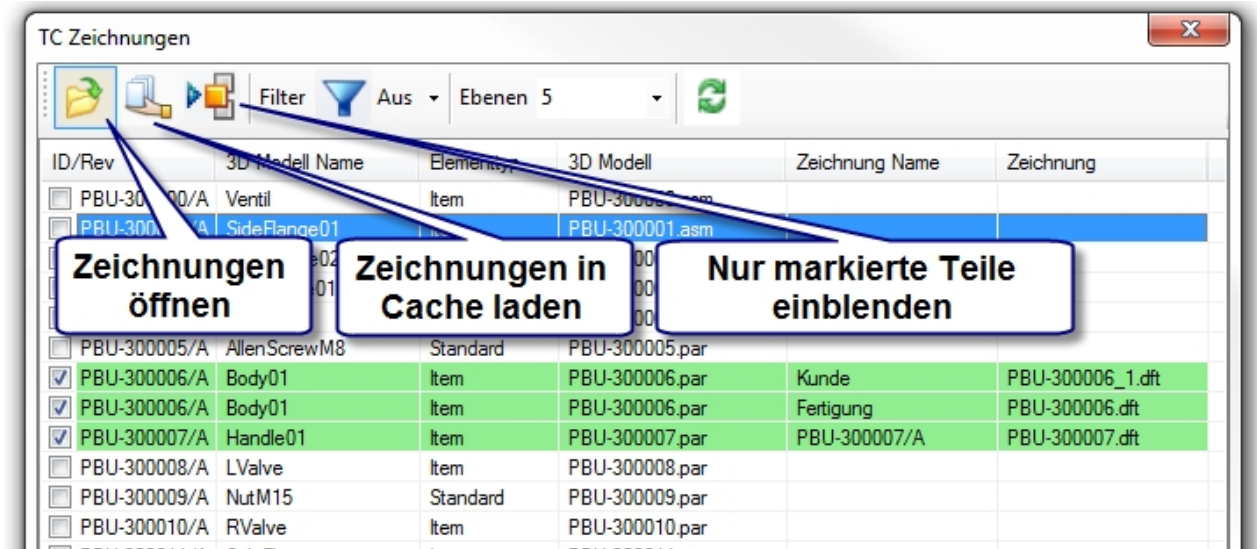 TC Zeichnungen
Filter Aus Ebenen 5
ID/Rev 3D Modell Name Elementtyp 3D Modell Zeichnung Name Zeichnung
Ventil Item
SideFlange01 PBU-300001.asm
Zeichnungen öffnen
Zeichnungen in Cache laden
Nur markierte Teile einblenden
PBU-300005/A AllenScrewM8 Standard PBU-300005.par
PBU-300006/A Body01 Item PBU-300006.par Kunde PBU-300006_1.dft
PBU-300006/A Body01 Item PBU-300006.par Fertigung PBU-300006.dft
PBU-300007/A Handle01 Item PBU-300007.par PBU-300007/A PBU-300007.dft
PBU-300008/A LValve Item PBU-300008.par
PBU-300009/A NutM15 Standard PBU-300009.par
PBU-300010/A RValve Item PBU-300010.par